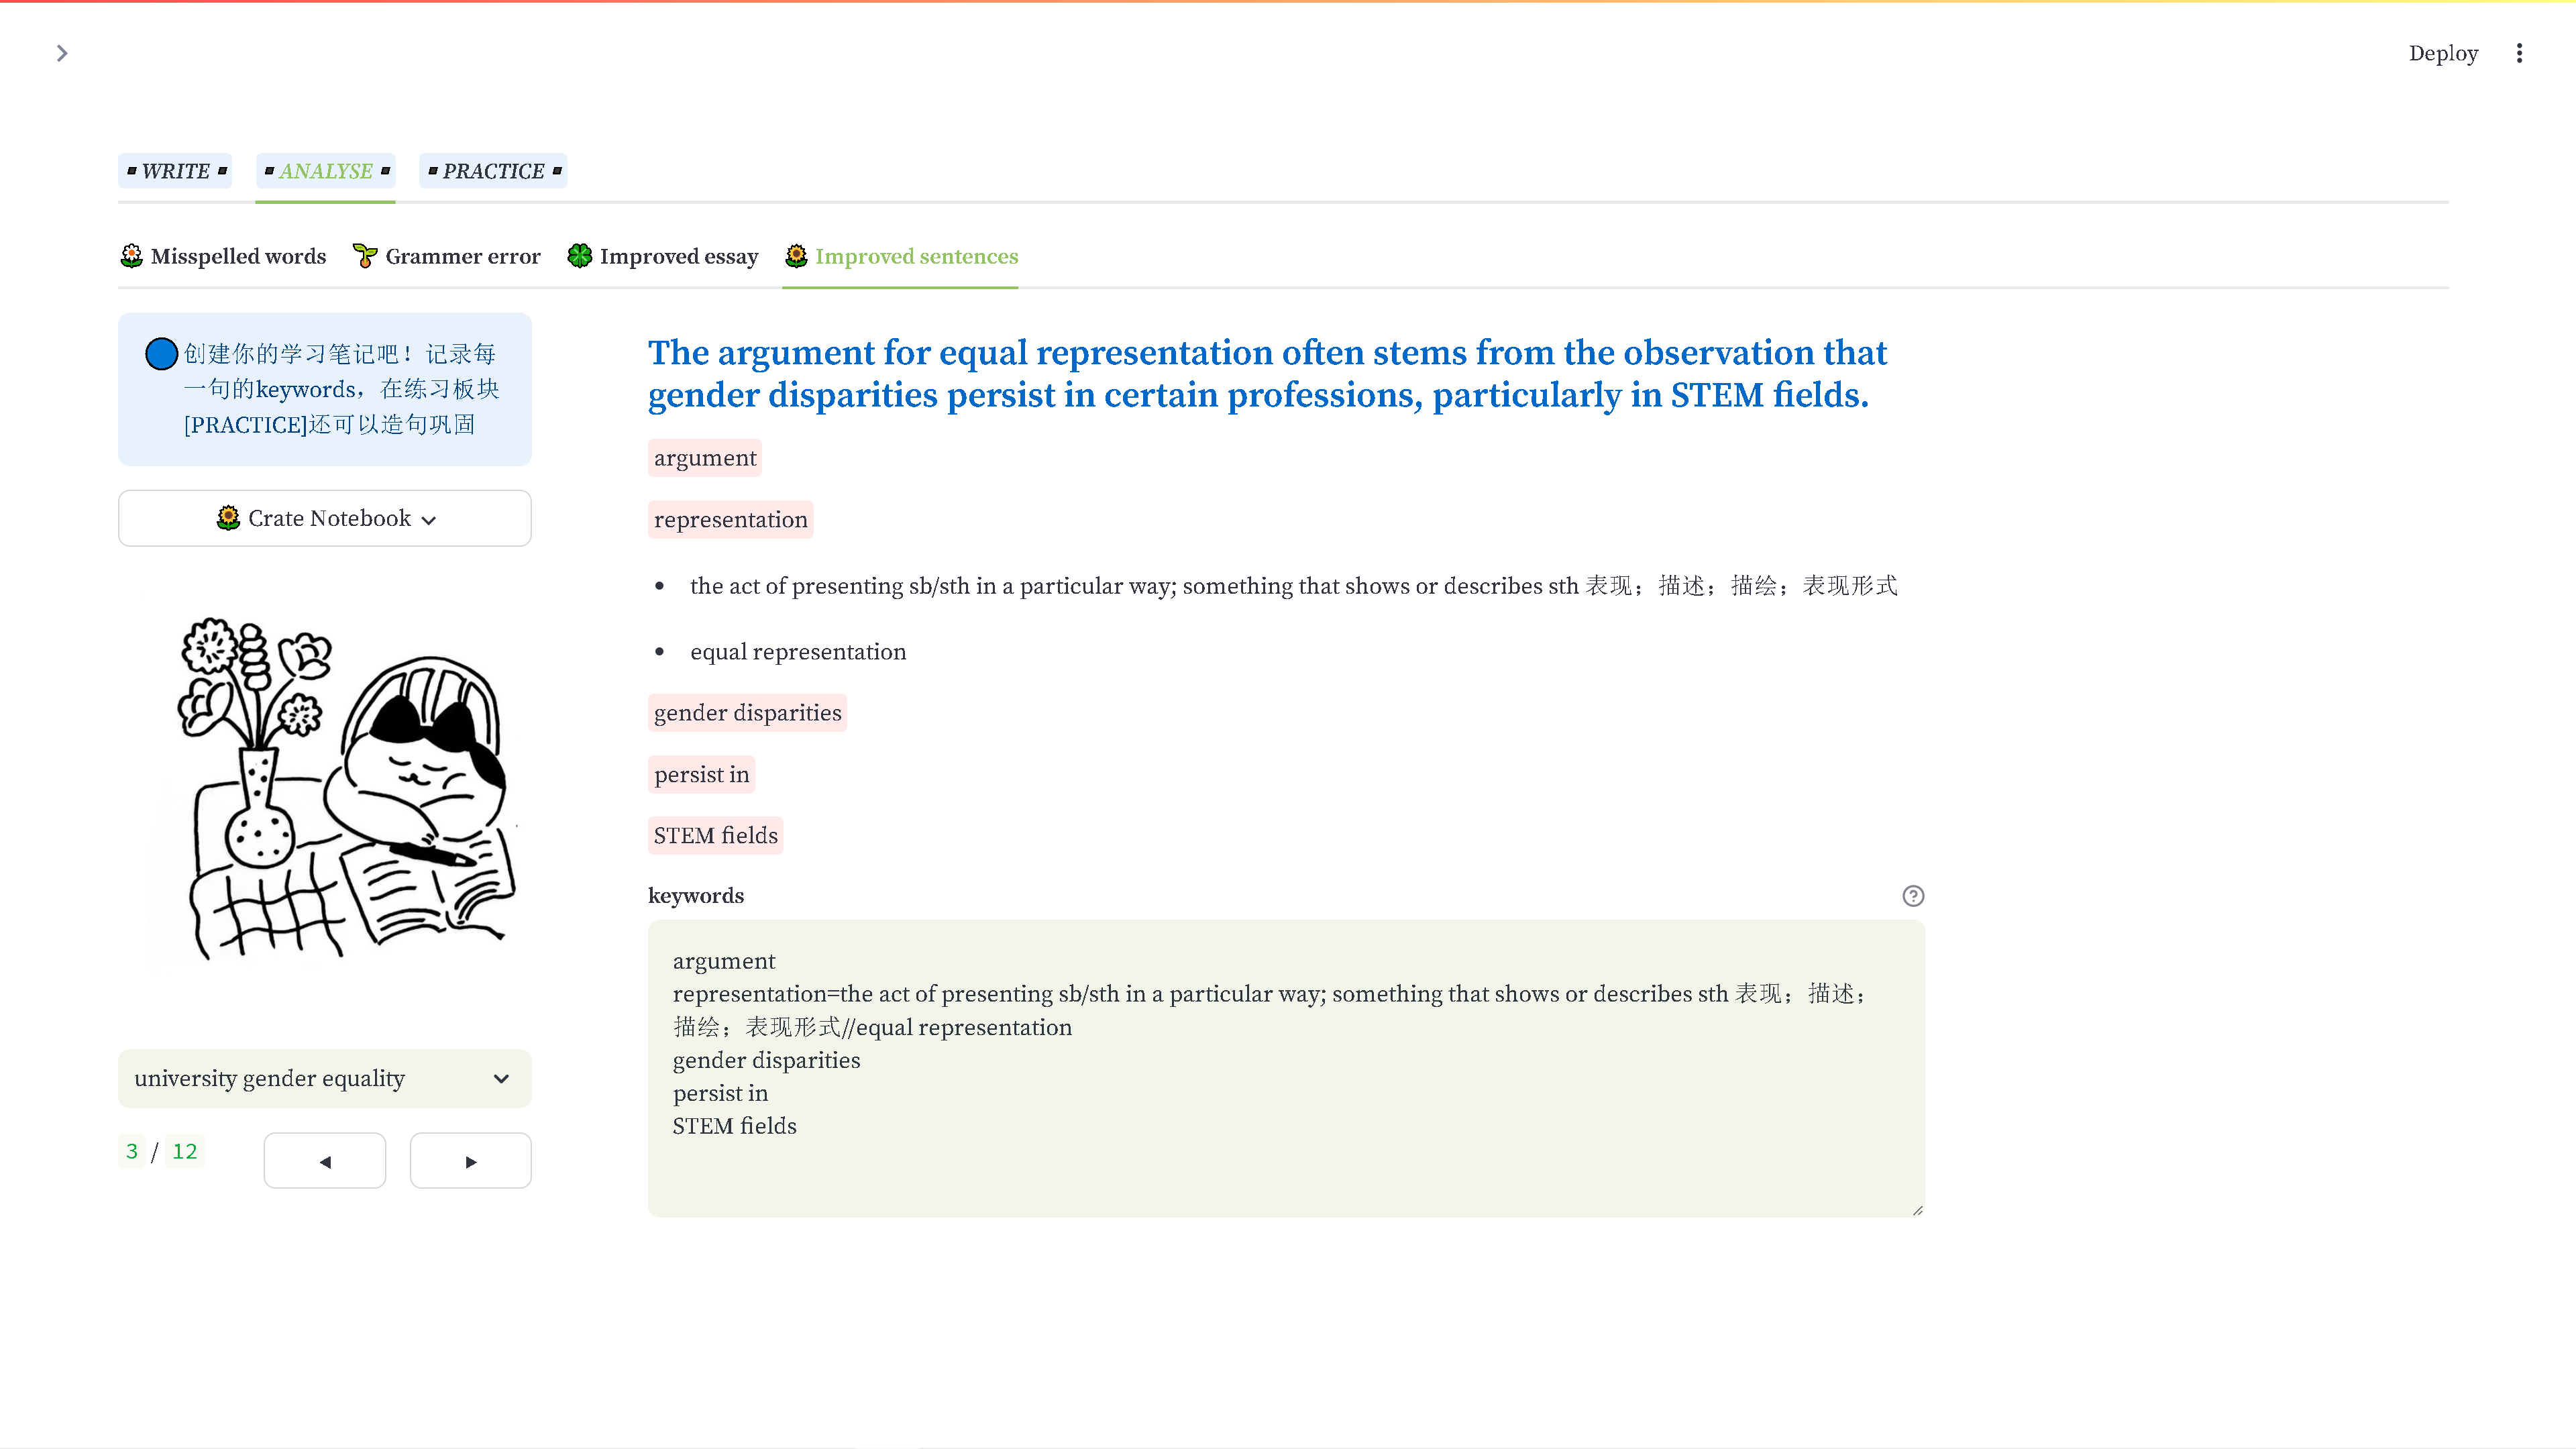 Deploy
WRITE
ANALYSE
PRACTICE
Misspelled words
Grammer error
Improved essay
Improved sentences
创建你的学习笔记吧！记录每
一句的keywords，在练习板块
[PRACTICE]还可以造句巩固
Crate Notebook
university gender equality
3 / 12
The argument for equal representation often stems from the observation that
gender disparities persist in certain professions, particularly in STEM fields.
argument
representation
• the act of presenting sb/sth in a particular way; something that shows or describes sth 表现；描述；描绘；表现形式
• equal representation
gender disparities
persist in
STEM fields
keywords
argument
representation=the act of presenting sb/sth in a particular way; something that shows or describes sth 表现；描述；
描绘；表现形式//equal representation
gender disparities
persist in
STEM fields